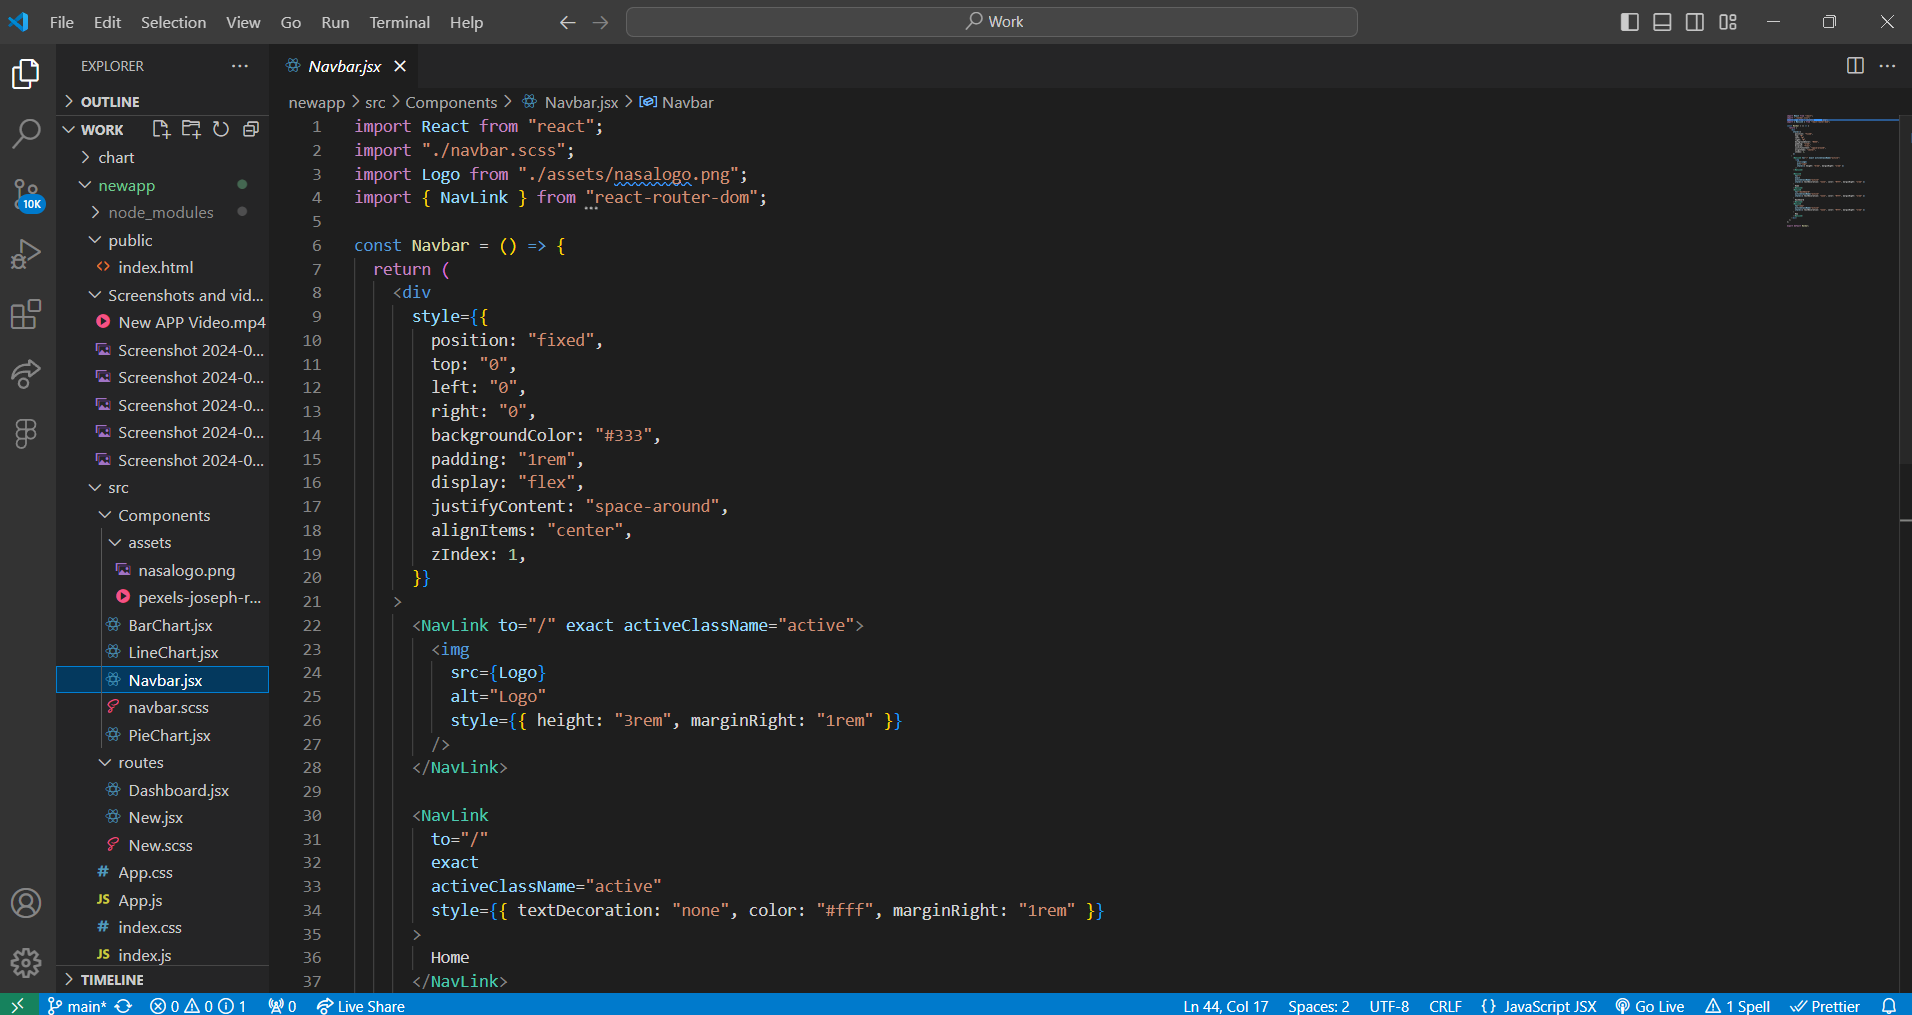 File Edit Selection View Go Run Terminal Help
Work
EXPLORER
OUTLINE
WORK
chart
newapp
node_modules
public
index.html
Screenshots and vid...
New APP Video.mp4
Screenshot 2024-0...
Screenshot 2024-0...
Screenshot 2024-0...
Screenshot 2024-0...
Screenshot 2024-0...
src
Components
assets
nasalogo.png
pexels-joseph-r...
BarChart.jsx
LineChart.jsx
Navbar.jsx
navbar.scss
PieChart.jsx
routes
Dashboard.jsx
New.jsx
New.scss
App.css
JS App.js
index.css
JS index.js
TIMELINE
10K
Navbar.jsx
newapp > src > Components > Navbar.jsx > Navbar
1 import React from "react";
2 import "./navbar.scss";
3 import Logo from "./assets/nasalogo.png";
4 import { NavLink } from "react-router-dom";
5
6 const Navbar = () => {
7 return (
8 <div
9 style={{
10 position: "fixed",
11 top: "0",
12 left: "0",
13 right: "0",
14 backgroundColor: "#333",
15 padding: "1rem",
16 display: "flex",
17 justifyContent: "space-around",
18 alignItems: "center",
19 zIndex: 1,
20 }}
21 >
22 <NavLink to="/" exact activeClassName="active">
23 <img
24 src={Logo}
25 alt="Logo"
26 style={{ height: "3rem", marginRight: "1rem" }}
27 />
28 </NavLink>
29
30 <NavLink
31 to="/"
32 exact
33 activeClassName="active"
34 style={{ textDecoration: "none", color: "#fff", marginRight: "1rem" }}
35 >
36 Home
37 </NavLink>
main* 0 0 1 0 Live Share Ln 44, Col 17 Spaces: 2 UTF-8 CRLF {} JavaScript JSX Go Live 1 Spell Prettier